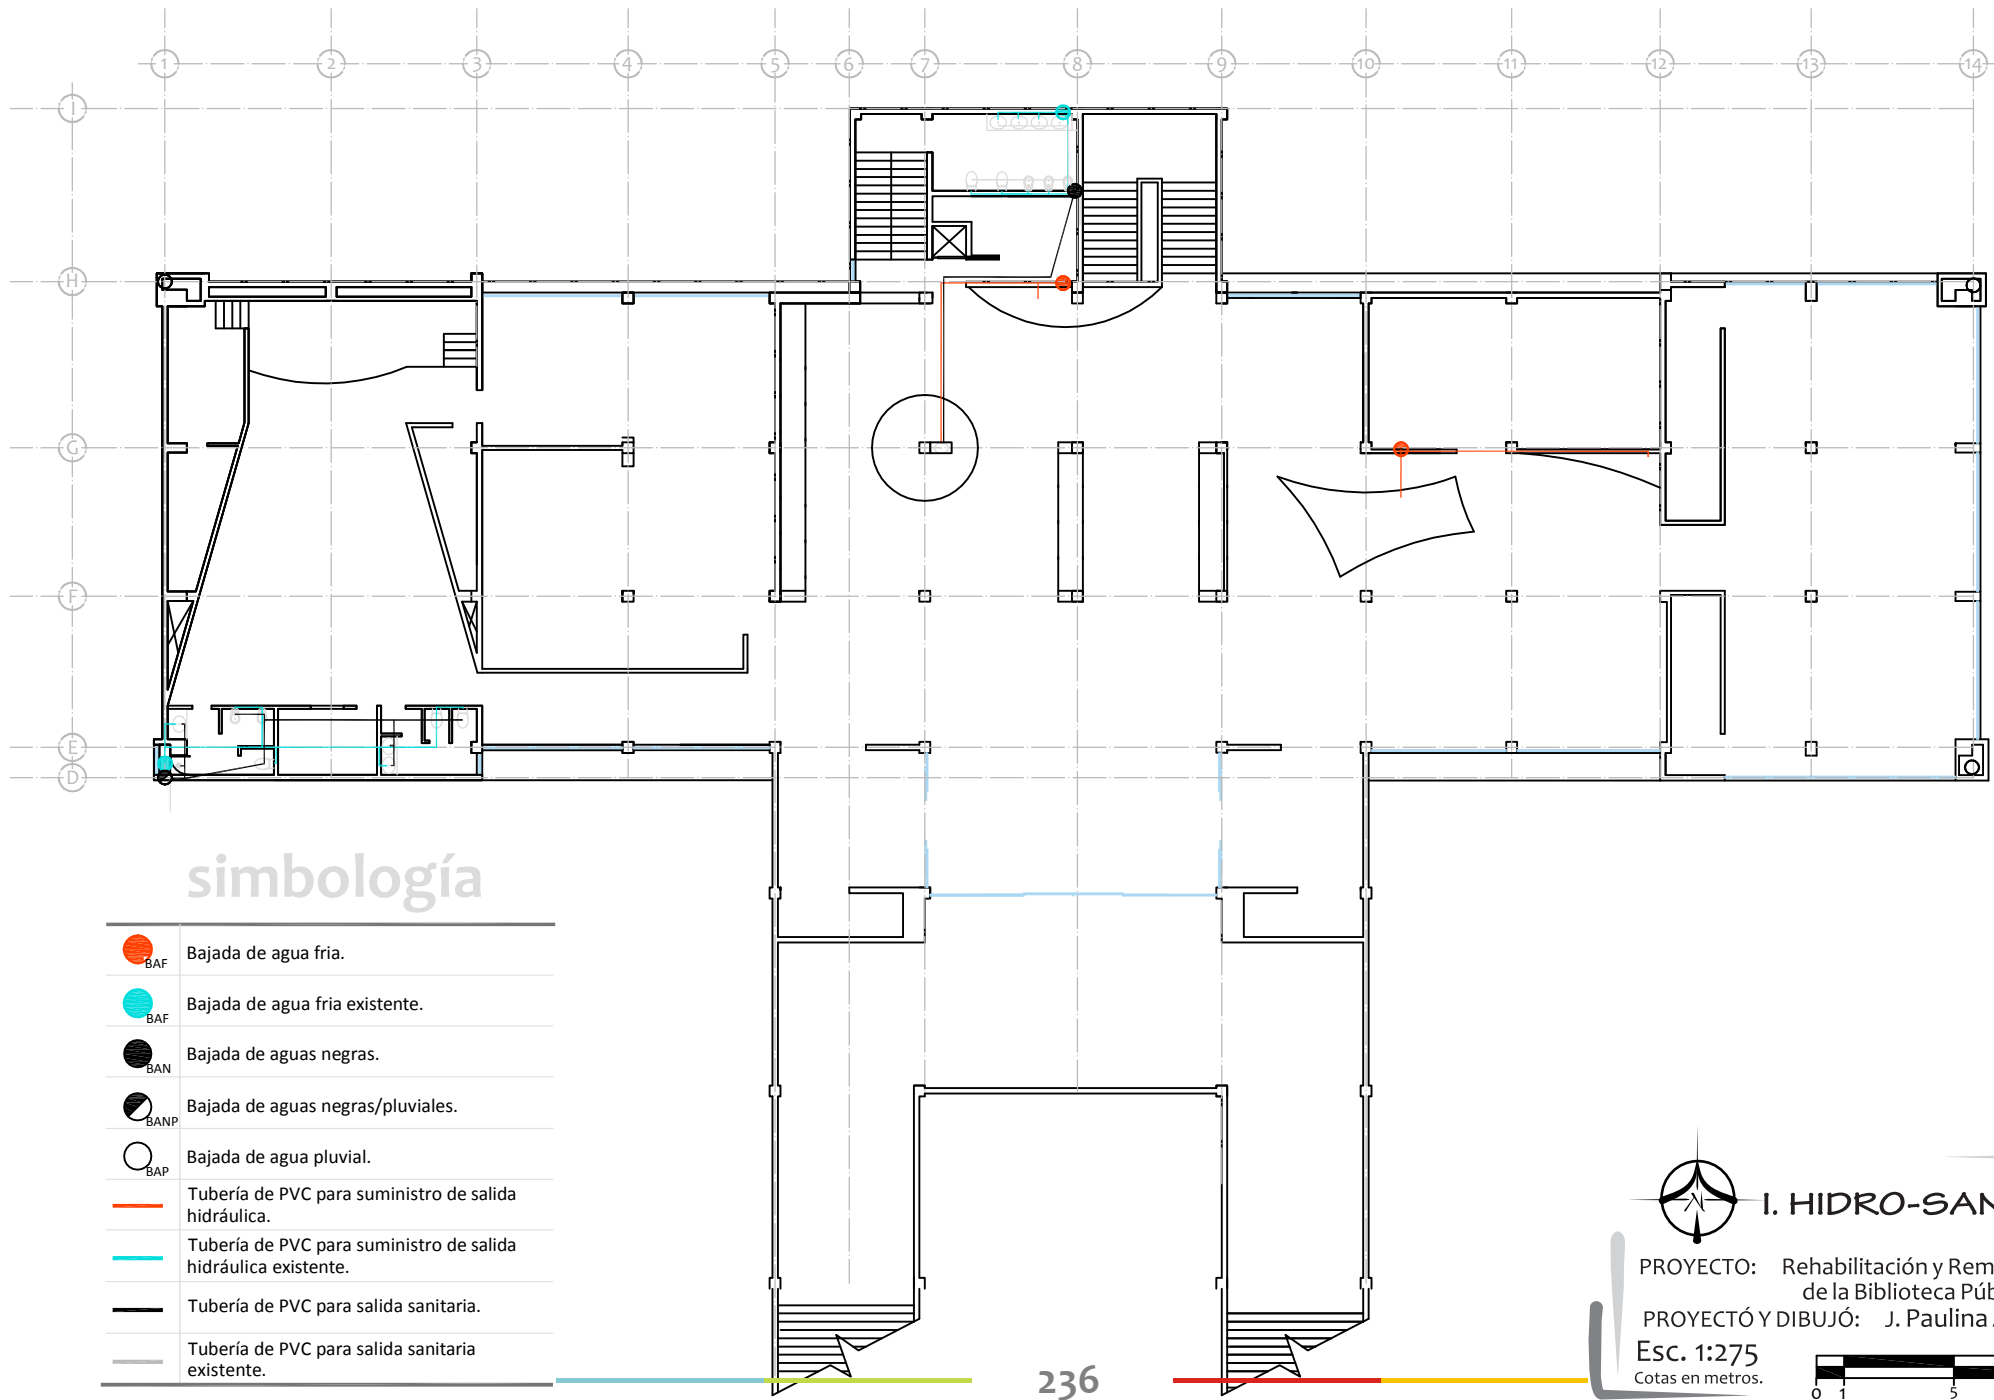 1 2 3 4 5 6 7 8 9 10 11 12 13 14
I
H
G
F
E
D
simbología
BAF Bajada de agua fria.
BAF Bajada de agua fria existente.
BAN Bajada de aguas negras.
BANP Bajada de aguas negras/pluviales.
BAP Bajada de agua pluvial.
Tubería de PVC para suministro de salida
hidráulica.
Tubería de PVC para suministro de salida
hidráulica existente.
Tubería de PVC para salida sanitaria.
Tubería de PVC para salida sanitaria
existente.
236
N
I. HIDRO-SAN
PROYECTO: Rehabilitación y Rem
de la Biblioteca Púb
PROYECTÓ Y DIBUJÓ: J. Paulina
Esc. 1:275
Cotas en metros.
0 1 5